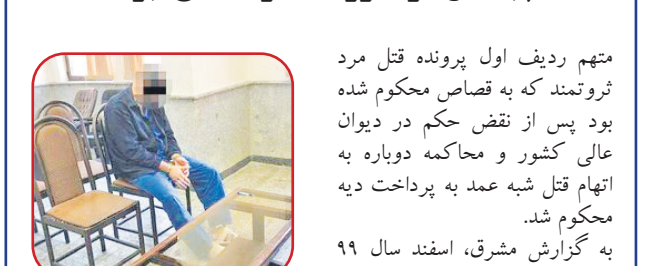 متهم ردیف اول پرونده قتل مرد
ثروتمند که به قصاص محکوم شده
بود پس از نقض حکم در دیوان
عالی کشور و محاکمه دوباره به
اتهام قتل شبه عمد به پرداخت دیه
محکوم شد.
به گزارش مشرق، اسفند سال ۹۹